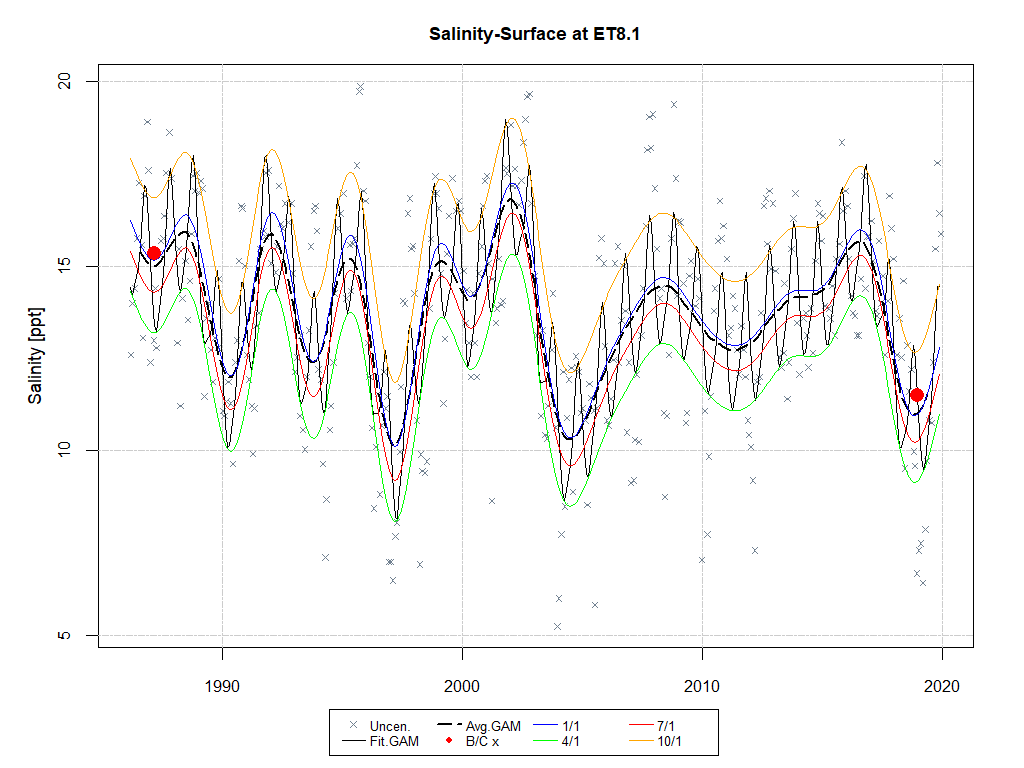 Salinity-Surface at ET8.1
20
15
10
5
Salinity [ppt]
1990 2000 2010 2020
Uncen. Avg.GAM 1/1 7/1
Fit.GAM B/C x 4/1 10/1